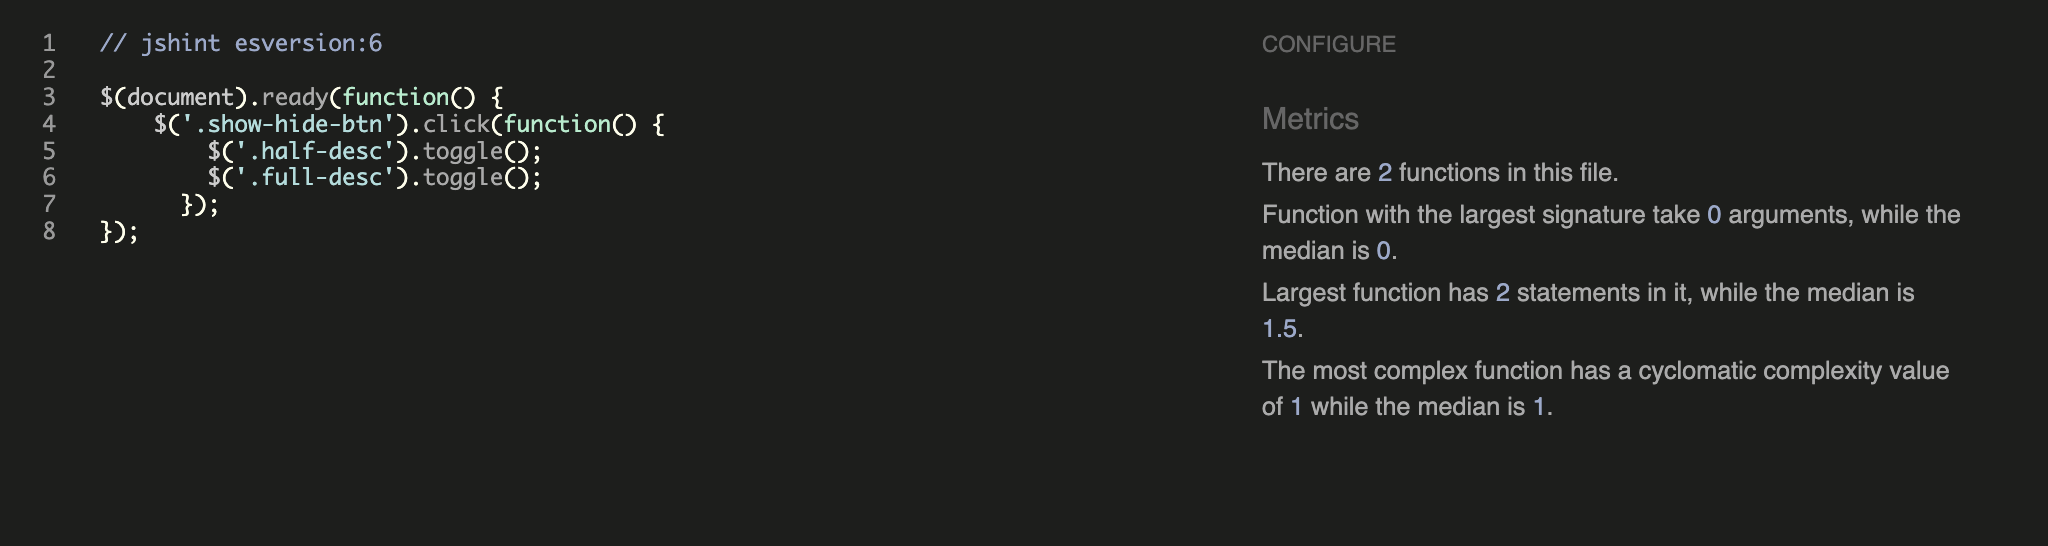 1 // jshint esversion:6
2
3 $(document).ready(function() {
4     $('.show-hide-btn').click(function() {
5         $('.half-desc').toggle();
6         $('.full-desc').toggle();
7       });
8 });
CONFIGURE
Metrics
There are 2 functions in this file.
Function with the largest signature take 0 arguments, while the
median is 0.
Largest function has 2 statements in it, while the median is
1.5.
The most complex function has a cyclomatic complexity value
of 1 while the median is 1.